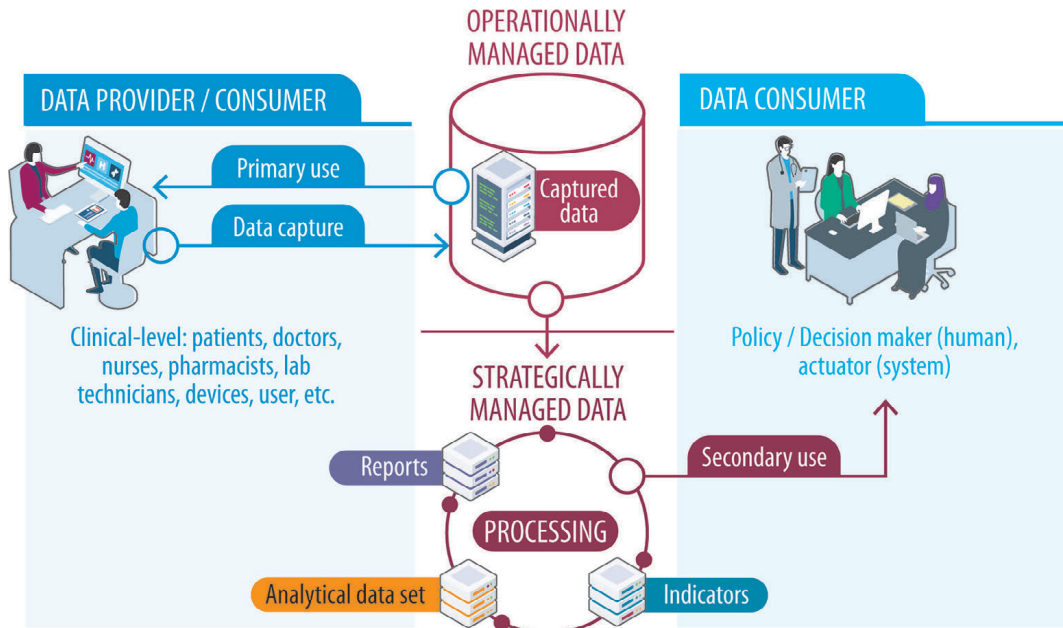 OPERATIONALLY
MANAGED DATA
DATA PROVIDER / CONSUMER
DATA CONSUMER
Primary use
Data capture
Captured
data
H
Clinical-level: patients, doctors,
nurses, pharmacists, lab
technicians, devices, user, etc.
Policy / Decision maker (human),
actuator (system)
STRATEGICALLY
MANAGED DATA
Reports
Secondary use
PROCESSING
Analytical data set
Indicators